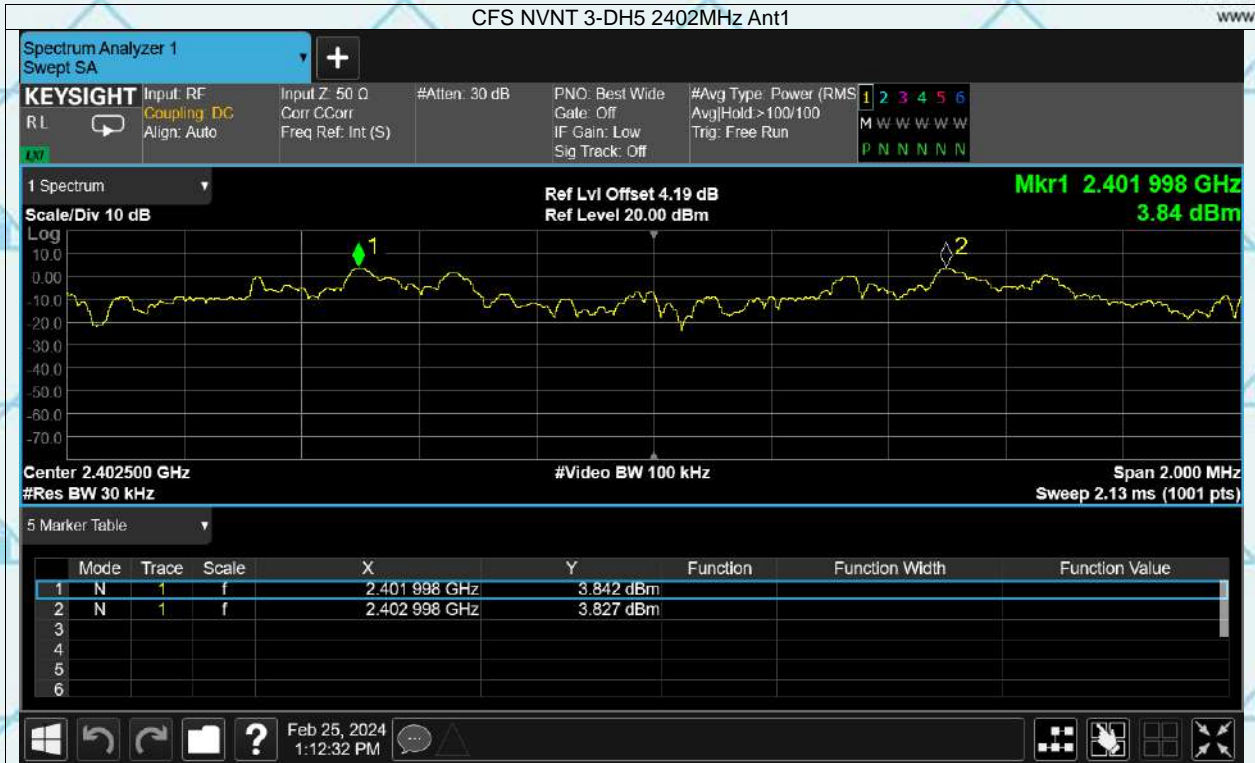 CFS NVNT 3-DH5 2402MHz Ant1
www
Spectrum Analyzer 1
Swept SA
+
KEYSIGHT
RL
LXI
Input: RF
Coupling: DC
Align: Auto
Input Z: 50 Ω
Corr CCorr
Freq Ref: Int (S)
#Atten: 30 dB
PNO: Best Wide
Gate: Off
IF Gain: Low
Sig Track: Off
#Avg Type: Power (RMS
Avg|Hold:>100/100
Trig: Free Run
1 2 3 4 5 6
M W W W W W
P N N N N N
1 Spectrum
Scale/Div 10 dB
Ref Lvl Offset 4.19 dB
Ref Level 20.00 dBm
Mkr1 2.401 998 GHz
3.84 dBm
Log
10.0
0.00
-10.0
-20.0
-30.0
-40.0
-50.0
-60.0
-70.0
1
2
Center 2.402500 GHz
#Res BW 30 kHz
#Video BW 100 kHz
Span 2.000 MHz
Sweep 2.13 ms (1001 pts)
5 Marker Table
Mode Trace Scale X Y Function Function Width Function Value
1 N 1 f 2.401 998 GHz 3.842 dBm
2 N 1 f 2.402 998 GHz 3.827 dBm
3
4
5
6
?
Feb 25, 2024
1:12:32 PM